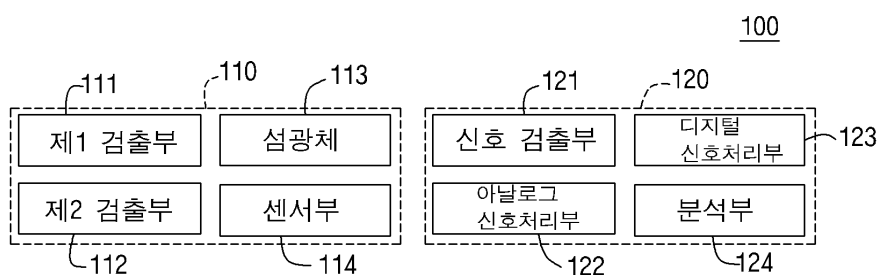 100
111
110
113
121
120
제1 검출부
섬광체
신호 검출부
디지털
신호처리부
123
제2 검출부
센서부
아날로그
신호처리부
분석부
112
114
122
124